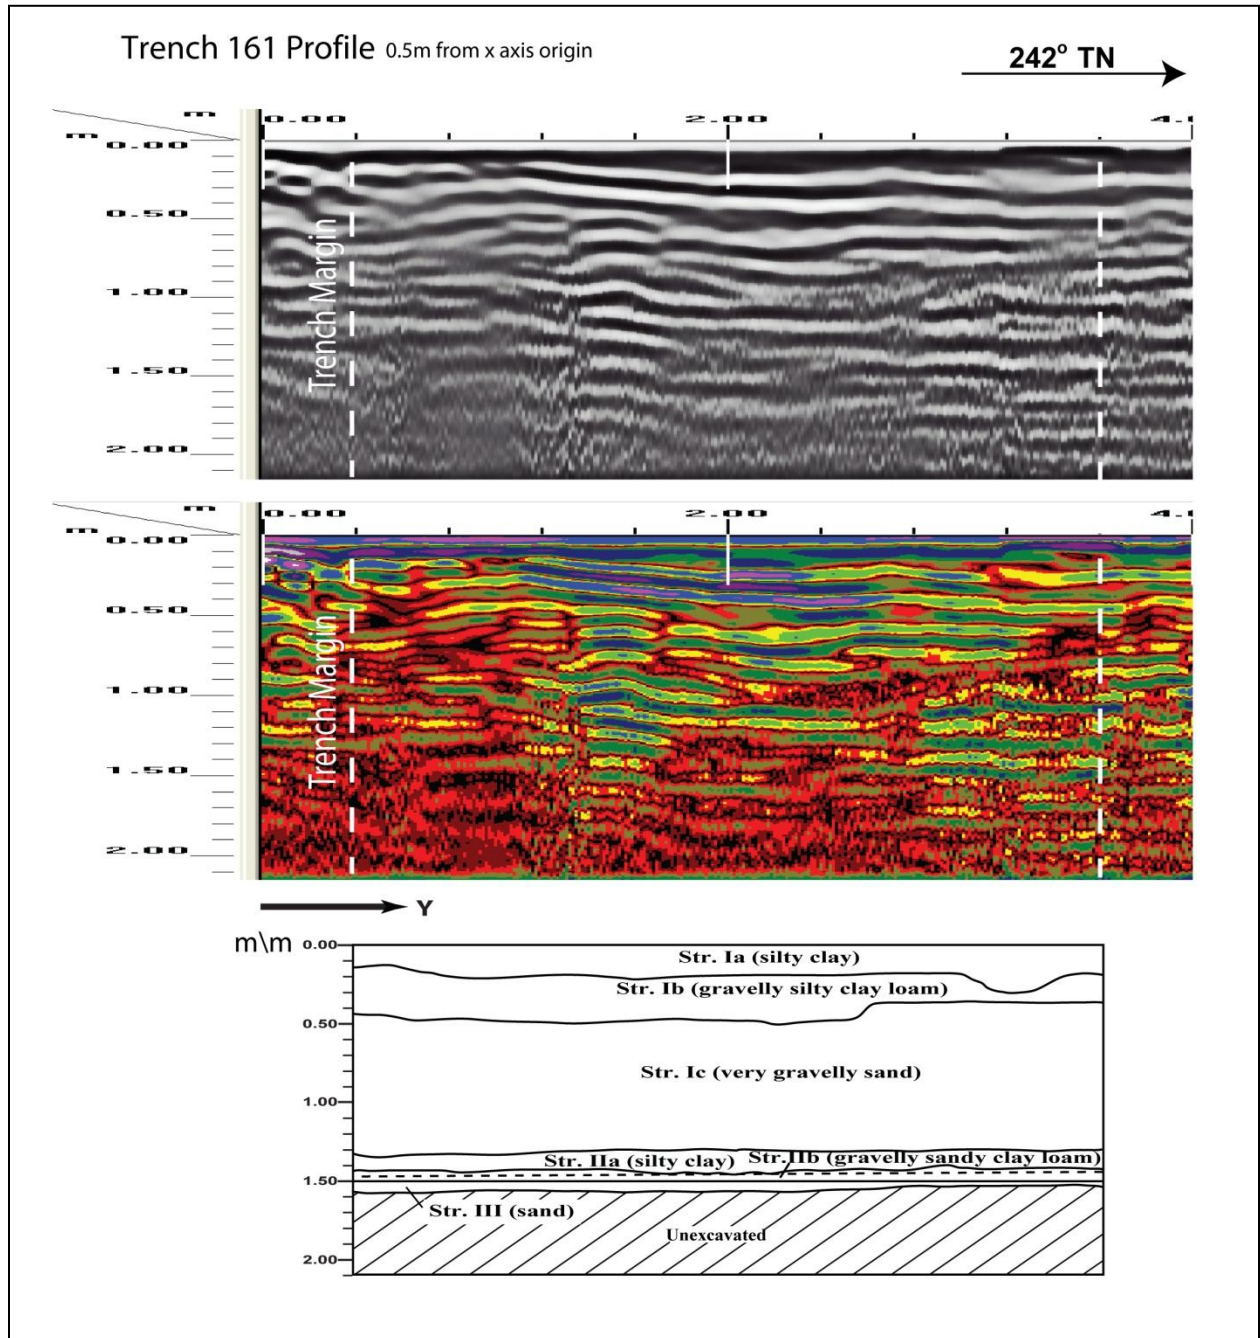 Trench 161 Profile 0.5m from x axis origin
242° TN
m 0.00 2.00 4.0
m
0.00
0.50
1.00
1.50
2.00
Trench Margin
m 0.00 2.00 4.0
m
0.00
0.50
1.00
1.50
2.00
Trench Margin
Y
m\m
0.00
Str. Ia (silty clay)
Str. Ib (gravelly silty clay loam)
0.50
Str. Ic (very gravelly sand)
1.00
Str. IIa (silty clay) Str. IIb (gravelly sandy clay loam)
1.50
Str. III (sand)
Unexcavated
2.00